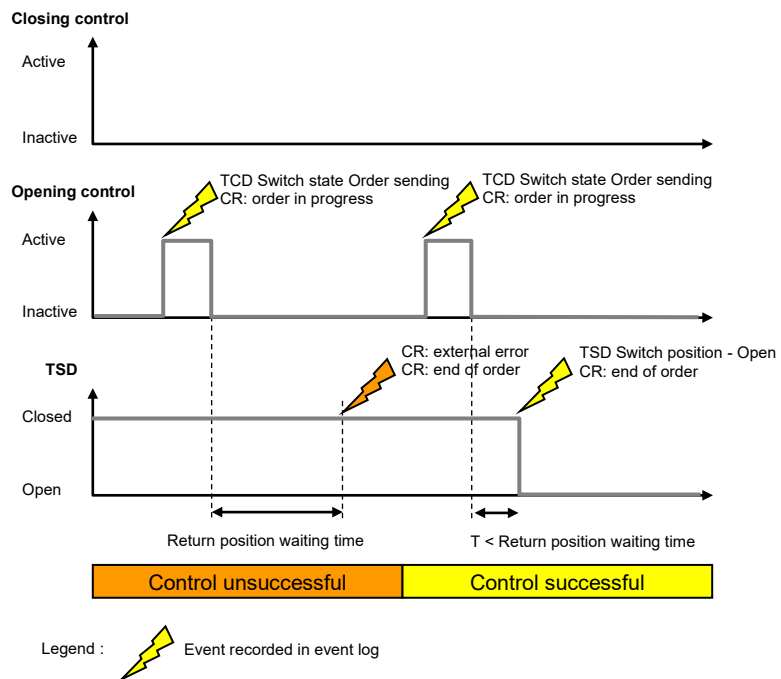 Closing control
Active
Inactive
Opening control
TCD Switch state Order sending
CR: order in progress
TCD Switch state Order sending
CR: order in progress
Active
Inactive
TSD
CR: external error
CR: end of order
TSD Switch position - Open
CR: end of order
Closed
Open
Return position waiting time
T < Return position waiting time
Control unsuccessful
Control successful
Legend :
Event recorded in event log